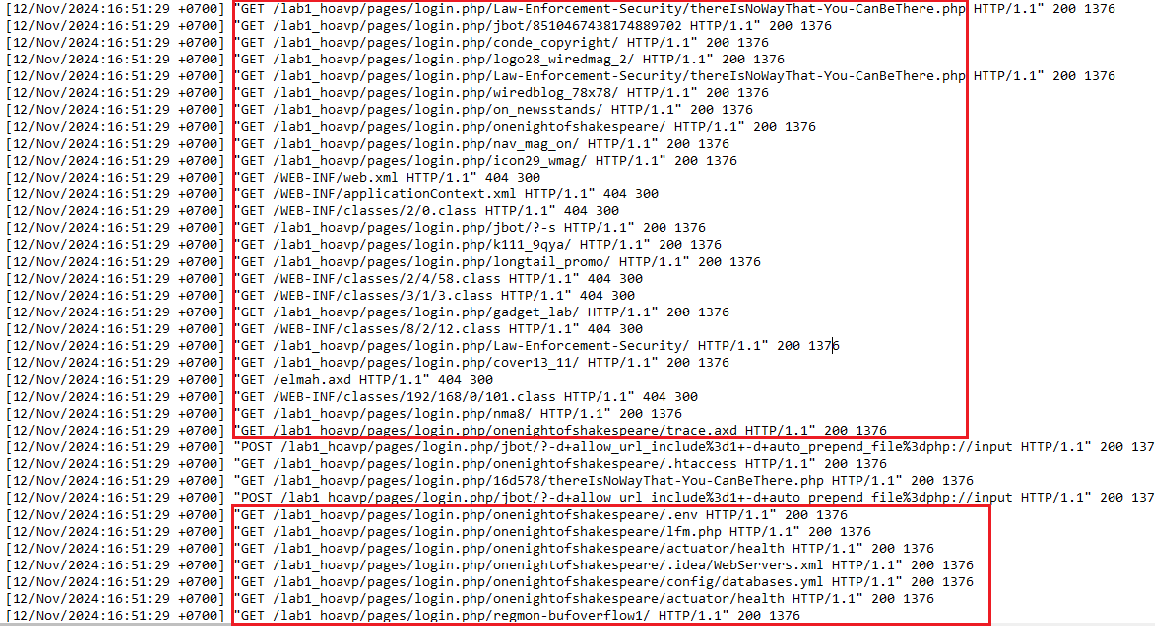 [12/Nov/2024:16:51:29 +0700] "GET /lab1_hoavp/pages/login.php/Law-Enforcement-Security/thereIsNoWayThat-You-CanBeThere.php HTTP/1.1" 200 1376
[12/Nov/2024:16:51:29 +0700] "GET /lab1_hoavp/pages/login.php/jbot/8510467438174889702 HTTP/1.1" 200 1376
[12/Nov/2024:16:51:29 +0700] "GET /lab1_hoavp/pages/login.php/conde_copyright/ HTTP/1.1" 200 1376
[12/Nov/2024:16:51:29 +0700] "GET /lab1_hoavp/pages/login.php/logo28_wiredmag_2/ HTTP/1.1" 200 1376
[12/Nov/2024:16:51:29 +0700] "GET /lab1_hoavp/pages/login.php/Law-Enforcement-Security/thereIsNoWayThat-You-CanBeThere.php HTTP/1.1" 200 1376
[12/Nov/2024:16:51:29 +0700] "GET /lab1_hoavp/pages/login.php/wiredblog_78x78/ HTTP/1.1" 200 1376
[12/Nov/2024:16:51:29 +0700] "GET /lab1_hoavp/pages/login.php/on_newsstands/ HTTP/1.1" 200 1376
[12/Nov/2024:16:51:29 +0700] "GET /lab1_hoavp/pages/login.php/onenightofshakespeare/ HTTP/1.1" 200 1376
[12/Nov/2024:16:51:29 +0700] "GET /lab1_hoavp/pages/login.php/nav_mag_on/ HTTP/1.1" 200 1376
[12/Nov/2024:16:51:29 +0700] "GET /lab1_hoavp/pages/login.php/icon29_wmag/ HTTP/1.1" 200 1376
[12/Nov/2024:16:51:29 +0700] "GET /WEB-INF/web.xml HTTP/1.1" 404 300
[12/Nov/2024:16:51:29 +0700] "GET /WEB-INF/applicationContext.xml HTTP/1.1" 404 300
[12/Nov/2024:16:51:29 +0700] "GET /WEB-INF/classes/2/0.class HTTP/1.1" 404 300
[12/Nov/2024:16:51:29 +0700] "GET /lab1_hoavp/pages/login.php/jbot/?-s HTTP/1.1" 200 1376
[12/Nov/2024:16:51:29 +0700] "GET /lab1_hoavp/pages/login.php/k111_9qya/ HTTP/1.1" 200 1376
[12/Nov/2024:16:51:29 +0700] "GET /lab1_hoavp/pages/login.php/longtail_promo/ HTTP/1.1" 200 1376
[12/Nov/2024:16:51:29 +0700] "GET /WEB-INF/classes/2/4/58.class HTTP/1.1" 404 300
[12/Nov/2024:16:51:29 +0700] "GET /WEB-INF/classes/3/1/3.class HTTP/1.1" 404 300
[12/Nov/2024:16:51:29 +0700] "GET /lab1_hoavp/pages/login.php/gadget_lab/ HTTP/1.1" 200 1376
[12/Nov/2024:16:51:29 +0700] "GET /WEB-INF/classes/8/2/12.class HTTP/1.1" 404 300
[12/Nov/2024:16:51:29 +0700] "GET /lab1_hoavp/pages/login.php/Law-Enforcement-Security/ HTTP/1.1" 200 1376
[12/Nov/2024:16:51:29 +0700] "GET /lab1_hoavp/pages/login.php/cover13_11/ HTTP/1.1" 200 1376
[12/Nov/2024:16:51:29 +0700] "GET /elmah.axd HTTP/1.1" 404 300
[12/Nov/2024:16:51:29 +0700] "GET /WEB-INF/classes/192/168/0/101.class HTTP/1.1" 404 300
[12/Nov/2024:16:51:29 +0700] "GET /lab1_hoavp/pages/login.php/nma8/ HTTP/1.1" 200 1376
[12/Nov/2024:16:51:29 +0700] "GET /lab1_hoavp/pages/login.php/onenightofshakespeare/trace.axd HTTP/1.1" 200 1376
[12/Nov/2024:16:51:29 +0700] "POST /lab1_hoavp/pages/login.php/jbot/?-d+allow_url_include%3d1+-d+auto_prepend_file%3dphp://input HTTP/1.1" 200 137
[12/Nov/2024:16:51:29 +0700] "GET /lab1_hoavp/pages/login.php/onenightofshakespeare/.htaccess HTTP/1.1" 200 1376
[12/Nov/2024:16:51:29 +0700] "GET /lab1_hoavp/pages/login.php/16d578/thereIsNoWayThat-You-CanBeThere.php HTTP/1.1" 200 1376
[12/Nov/2024:16:51:29 +0700] "POST /lab1_hoavp/pages/login.php/jbot/?-d+allow_url_include%3d1+-d+auto_prepend_file%3dphp://input HTTP/1.1" 200 137
[12/Nov/2024:16:51:29 +0700] "GET /lab1_hoavp/pages/login.php/onenightofshakespeare/.env HTTP/1.1" 200 1376
[12/Nov/2024:16:51:29 +0700] "GET /lab1_hoavp/pages/login.php/onenightofshakespeare/lfm.php HTTP/1.1" 200 1376
[12/Nov/2024:16:51:29 +0700] "GET /lab1_hoavp/pages/login.php/onenightofshakespeare/actuator/health HTTP/1.1" 200 1376
[12/Nov/2024:16:51:29 +0700] "GET /lab1_hoavp/pages/login.php/onenightofshakespeare/.idea/WebServers.xml HTTP/1.1" 200 1376
[12/Nov/2024:16:51:29 +0700] "GET /lab1_hoavp/pages/login.php/onenightofshakespeare/config/databases.yml HTTP/1.1" 200 1376
[12/Nov/2024:16:51:29 +0700] "GET /lab1_hoavp/pages/login.php/onenightofshakespeare/actuator/health HTTP/1.1" 200 1376
[12/Nov/2024:16:51:29 +0700] "GET /lab1_hoavp/pages/login.php/regmon-bufoverflow1/ HTTP/1.1" 200 1376